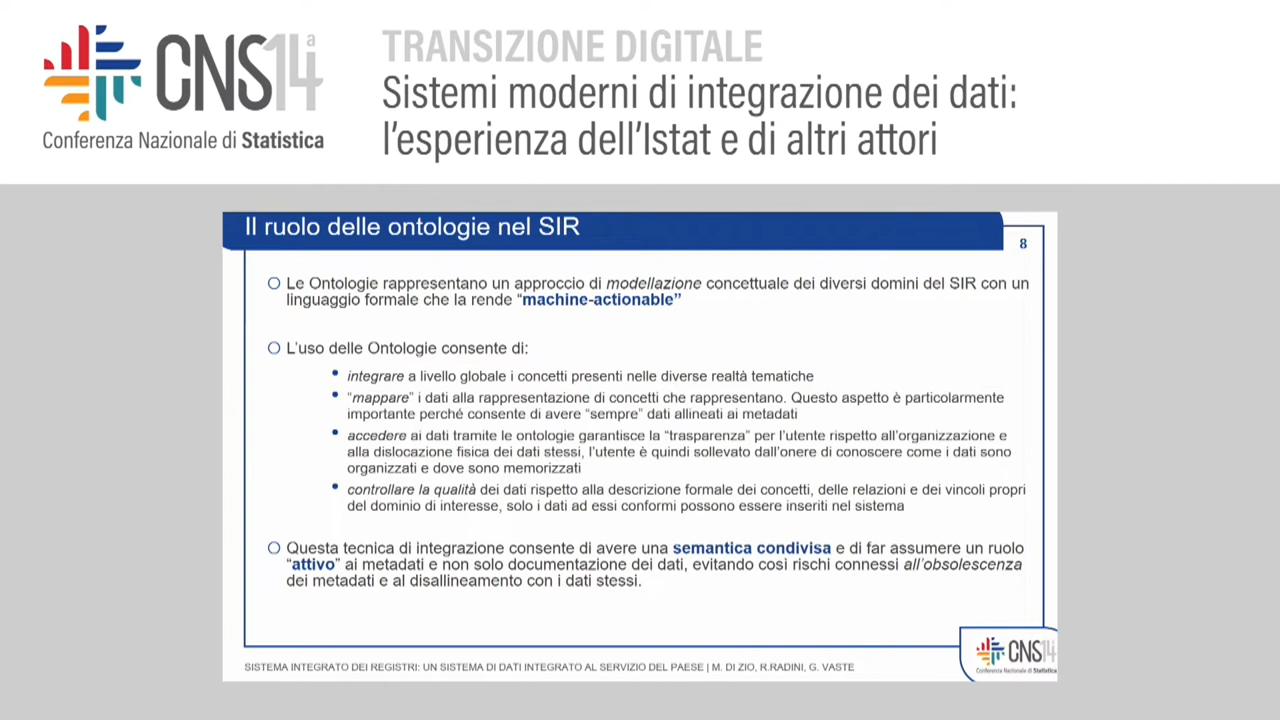 CNS14ª
Conferenza Nazionale di Statistica
TRANSIZIONE DIGITALE
Sistemi moderni di integrazione dei dati:
l'esperienza dell'Istat e di altri attori
Il ruolo delle ontologie nel SIR
8
Le Ontologie rappresentano un approccio di modellazione concettuale dei diversi domini del SIR con un
linguaggio formale che la rende “machine-actionable”
L'uso delle Ontologie consente di:
integrare a livello globale i concetti presenti nelle diverse realtà tematiche
“mappare” i dati alla rappresentazione di concetti che rappresentano. Questo aspetto è particolarmente
importante perché consente di avere “sempre” dati allineati ai metadati
accedere ai dati tramite le ontologie garantisce la “trasparenza” per l'utente rispetto all'organizzazione e
alla dislocazione fisica dei dati stessi, l'utente è quindi sollevato dall'onere di conoscere come i dati sono
organizzati e dove sono memorizzati
controllare la qualità dei dati rispetto alla descrizione formale dei concetti, delle relazioni e dei vincoli propri
del dominio di interesse, solo i dati ad essi conformi possono essere inseriti nel sistema
Questa tecnica di integrazione consente di avere una semantica condivisa e di far assumere un ruolo
“attivo” ai metadati e non solo documentazione dei dati, evitando così rischi connessi all'obsolescenza
dei metadati e al disallineamento con i dati stessi.
SISTEMA INTEGRATO DEI REGISTRI: UN SISTEMA DI DATI INTEGRATO AL SERVIZIO DEL PAESE | M. DI ZIO, R.RADINI, G. VASTE
CNS14
Conferenza Nazionale di Statistica